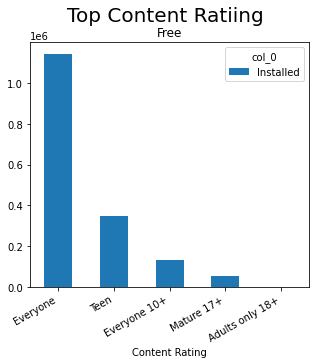 Top Content Ratiing
Free
1e6
col_0
Installed
1.0
0.8
0.6
0.4
0.2
0.0
Everyone
Teen
Everyone 10+
Mature 17+
Adults only 18+
Content Rating